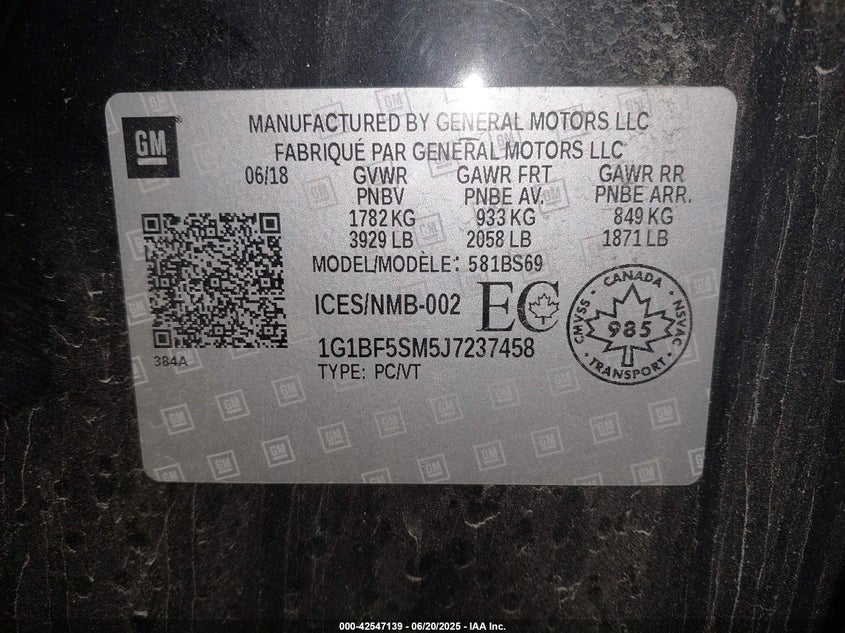 GM
MANUFACTURED BY GENERAL MOTORS LLC
FABRIQUÉ PAR GENERAL MOTORS LLC
06/18 GVWR GAWR FRT GAWR RR
PNBV PNBE AV. PNBE ARR.
1782 KG 933 KG 849 KG
3929 LB 2058 LB 1871 LB
MODEL/MODÈLE: 581BS69
ICES/NMB-002 EC
CANADA
CMVSS 985 NSVAC
TRANSPORT
1G1BF5SM5J7237458
384A
TYPE: PC/VT
000-42547139 - 06/20/2025 - IAA Inc.